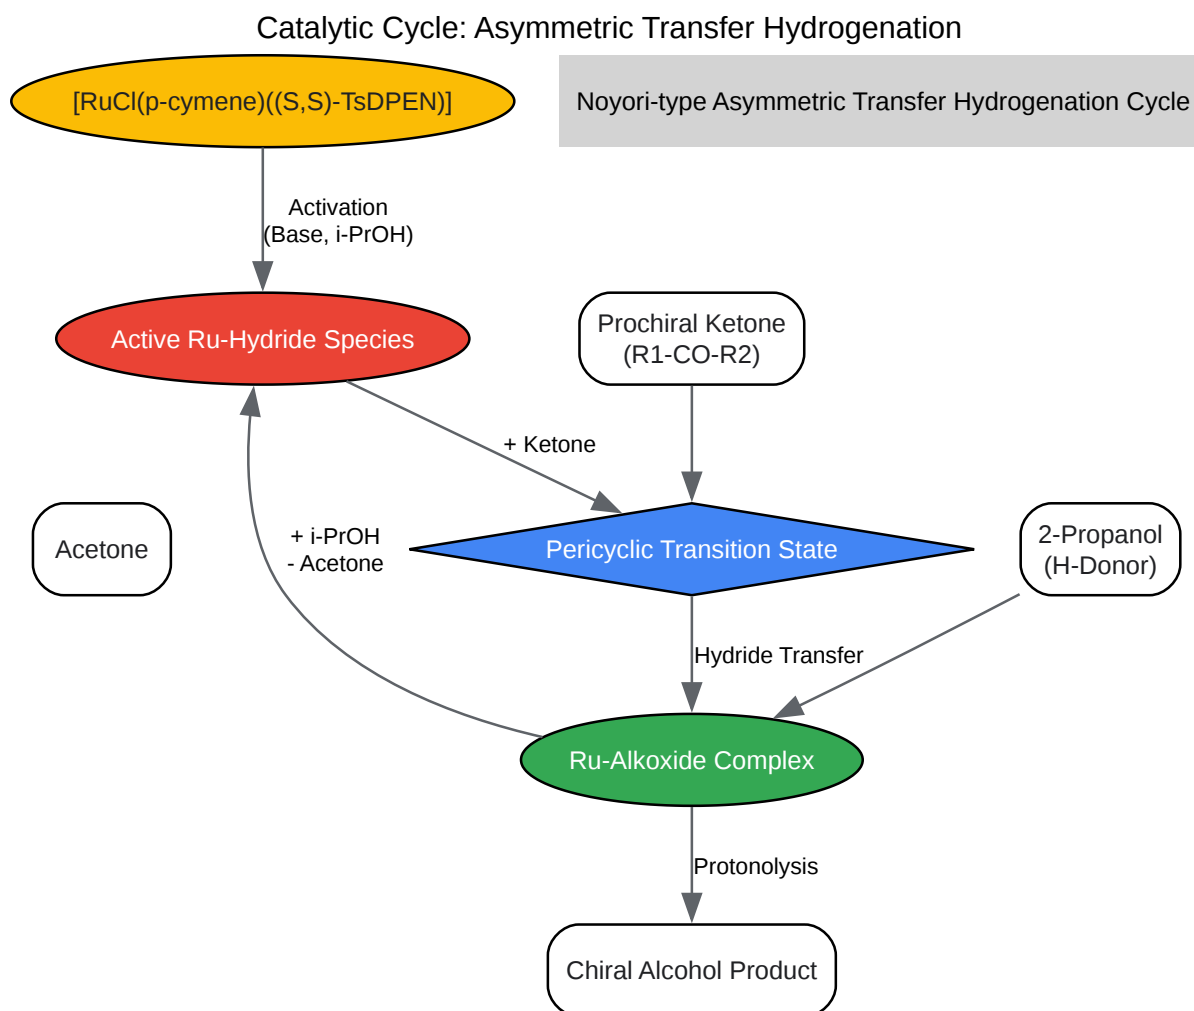 Catalytic Cycle: Asymmetric Transfer Hydrogenation
[RuCl(p-cymene)((S,S)-TsDPEN)]
Noyori-type Asymmetric Transfer Hydrogenation Cycle
Activation
(Base, i-PrOH)
Active Ru-Hydride Species
Prochiral Ketone
(R1-CO-R2)
+ Ketone
Acetone
+ i-PrOH
- Acetone
Pericyclic Transition State
2-Propanol
(H-Donor)
Hydride Transfer
Ru-Alkoxide Complex
Protonolysis
Chiral Alcohol Product